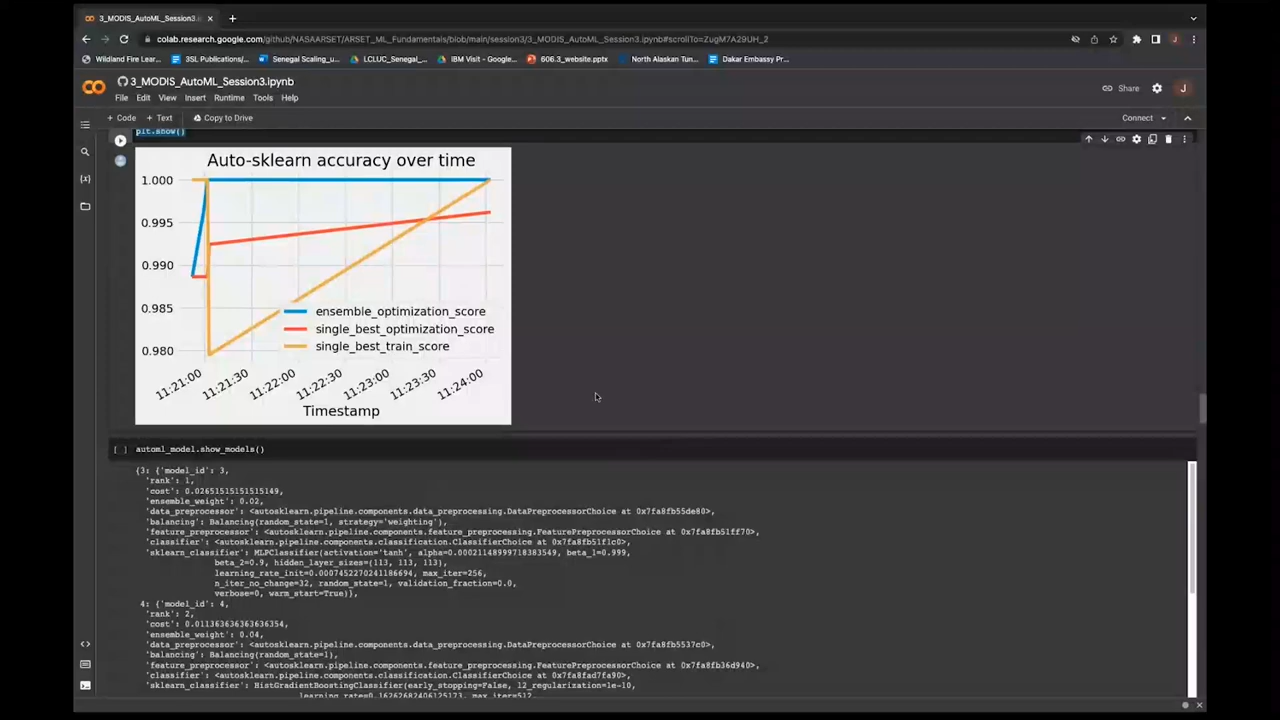 3_MODIS_AutoML_Session3.i
colab.research.google.com/github/NASAARSET/ARSET_ML_Fundamentals/blob/main/session3/3_MODIS_AutoML_Session3.ipynb#scrollTo=ZugM7A29UH_2
Wildland Fire Lear... 3SL Publications/... Senegal Scaling_u... LCLUC_Senegal_... IBM Visit - Google... 606.3_website.pptx North Alaskan Tun... Dakar Embassy Pr...
3_MODIS_AutoML_Session3.ipynb
Share J
File Edit View Insert Runtime Tools Help
+ Code + Text Copy to Drive Connect
plt.show()
Auto-sklearn accuracy over time
1.000
0.995
0.990
0.985
0.980
ensemble_optimization_score
single_best_optimization_score
single_best_train_score
11:21:00 11:21:30 11:22:00 11:22:30 11:23:00 11:23:30 11:24:00
Timestamp
[ ] automl_model.show_models()
{3: {'model_id': 3,
'rank': 1,
'cost': 0.02651515151515149,
'ensemble_weight': 0.02,
'data_preprocessor': <autosklearn.pipeline.components.data_preprocessing.DataPreprocessorChoice at 0x7fa8fb55de80>,
'balancing': Balancing(random_state=1, strategy='weighting'),
'feature_preprocessor': <autosklearn.pipeline.components.feature_preprocessing.FeaturePreprocessorChoice at 0x7fa8fb51ff70>,
'classifier': <autosklearn.pipeline.components.classification.ClassifierChoice at 0x7fa8fb51f1c0>,
'sklearn_classifier': MLPClassifier(activation='tanh', alpha=0.00021148999718383549, beta_1=0.999,
beta_2=0.9, hidden_layer_sizes=(113, 113, 113),
learning_rate_init=0.0007452270241186694, max_iter=256,
n_iter_no_change=32, random_state=1, validation_fraction=0.0,
verbose=0, warm_start=True)},
4: {'model_id': 4,
'rank': 2,
'cost': 0.011363636363636354,
'ensemble_weight': 0.04,
'data_preprocessor': <autosklearn.pipeline.components.data_preprocessing.DataPreprocessorChoice at 0x7fa8fb5537c0>,
'balancing': Balancing(random_state=1),
'feature_preprocessor': <autosklearn.pipeline.components.feature_preprocessing.FeaturePreprocessorChoice at 0x7fa8fb36d940>,
'classifier': <autosklearn.pipeline.components.classification.ClassifierChoice at 0x7fa8fad7fa90>,
'sklearn_classifier': HistGradientBoostingClassifier(early_stopping=False, l2_regularization=1e-10,
learning_rate=0.16262682406125173, max_iter=512,